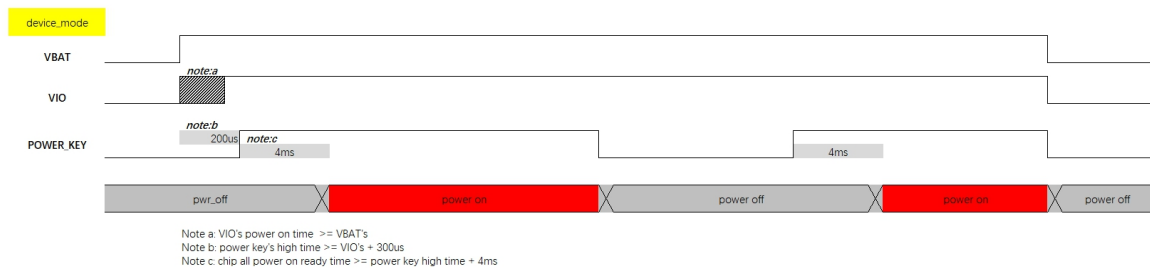 device_mode
VBAT
note:a
VIO
note:b
200us
note:c
POWER_KEY
4ms
4ms
pwr_off
power on
power off
power on
power off
Note a: VIO's power on time >= VBAT's
Note b: power key's high time >= VIO's + 300us
Note c: chip all power on ready time >= power key high time + 4ms